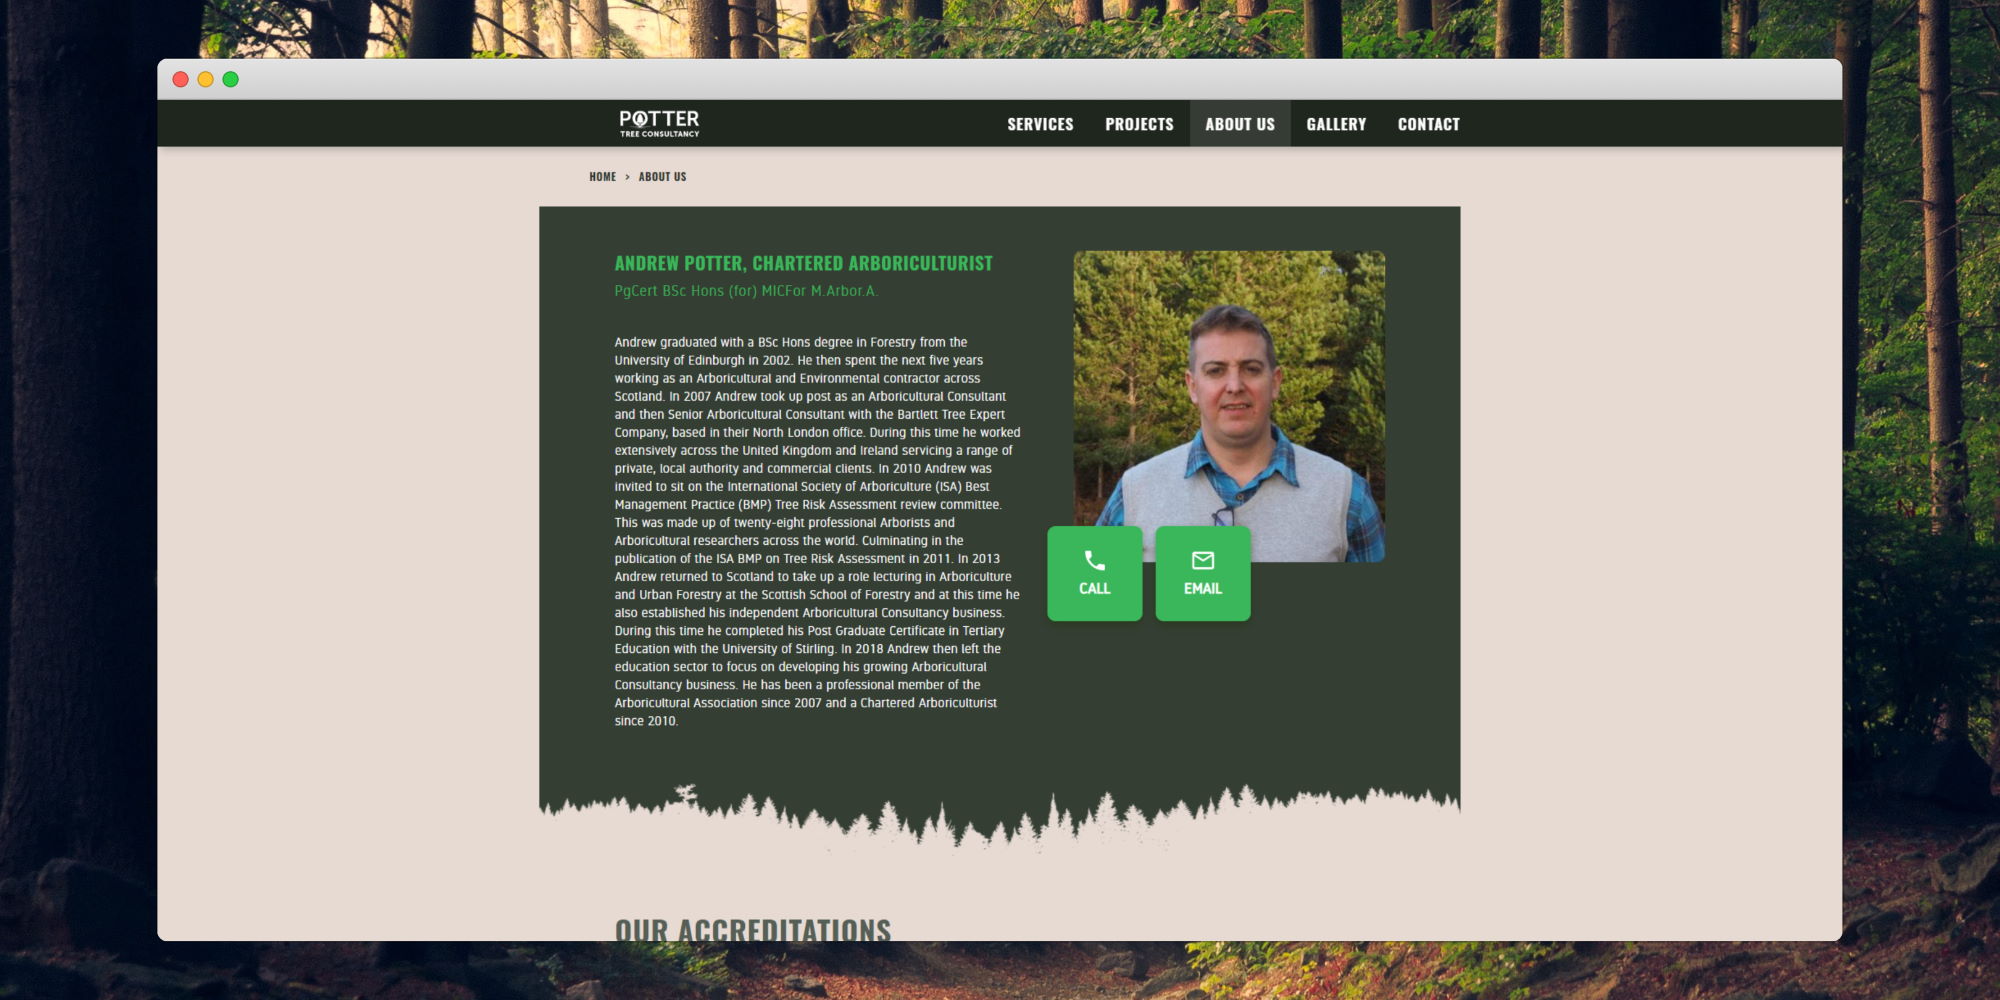 POTTER
TREE CONSULTANCY
SERVICES PROJECTS ABOUT US GALLERY CONTACT
HOME > ABOUT US
ANDREW POTTER, CHARTERED ARBORICULTURIST
PgCert BSc Hons (for) MICFor M.Arbor.A.
Andrew graduated with a BSc Hons degree in Forestry from the
University of Edinburgh in 2002. He then spent the next five years
working as an Arboricultural and Environmental contractor across
Scotland. In 2007 Andrew took up post as an Arboricultural Consultant
and then Senior Arboricultural Consultant with the Bartlett Tree Expert
Company, based in their North London office. During this time he worked
extensively across the United Kingdom and Ireland servicing a range of
private, local authority and commercial clients. In 2010 Andrew was
invited to sit on the International Society of Arboriculture (ISA) Best
Management Practice (BMP) Tree Risk Assessment review committee.
This was made up of twenty-eight professional Arborists and
Arboricultural researchers across the world. Culminating in the
publication of the ISA BMP on Tree Risk Assessment in 2011. In 2013
Andrew returned to Scotland to take up a role lecturing in Arboriculture
and Urban Forestry at the Scottish School of Forestry and at this time he
also established his independent Arboricultural Consultancy business.
During this time he completed his Post Graduate Certificate in Tertiary
Education with the University of Stirling. In 2018 Andrew then left the
education sector to focus on developing his growing Arboricultural
Consultancy business. He has been a professional member of the
Arboricultural Association since 2007 and a Chartered Arboriculturist
since 2010.
CALL
EMAIL
OUR ACCREDITATIONS